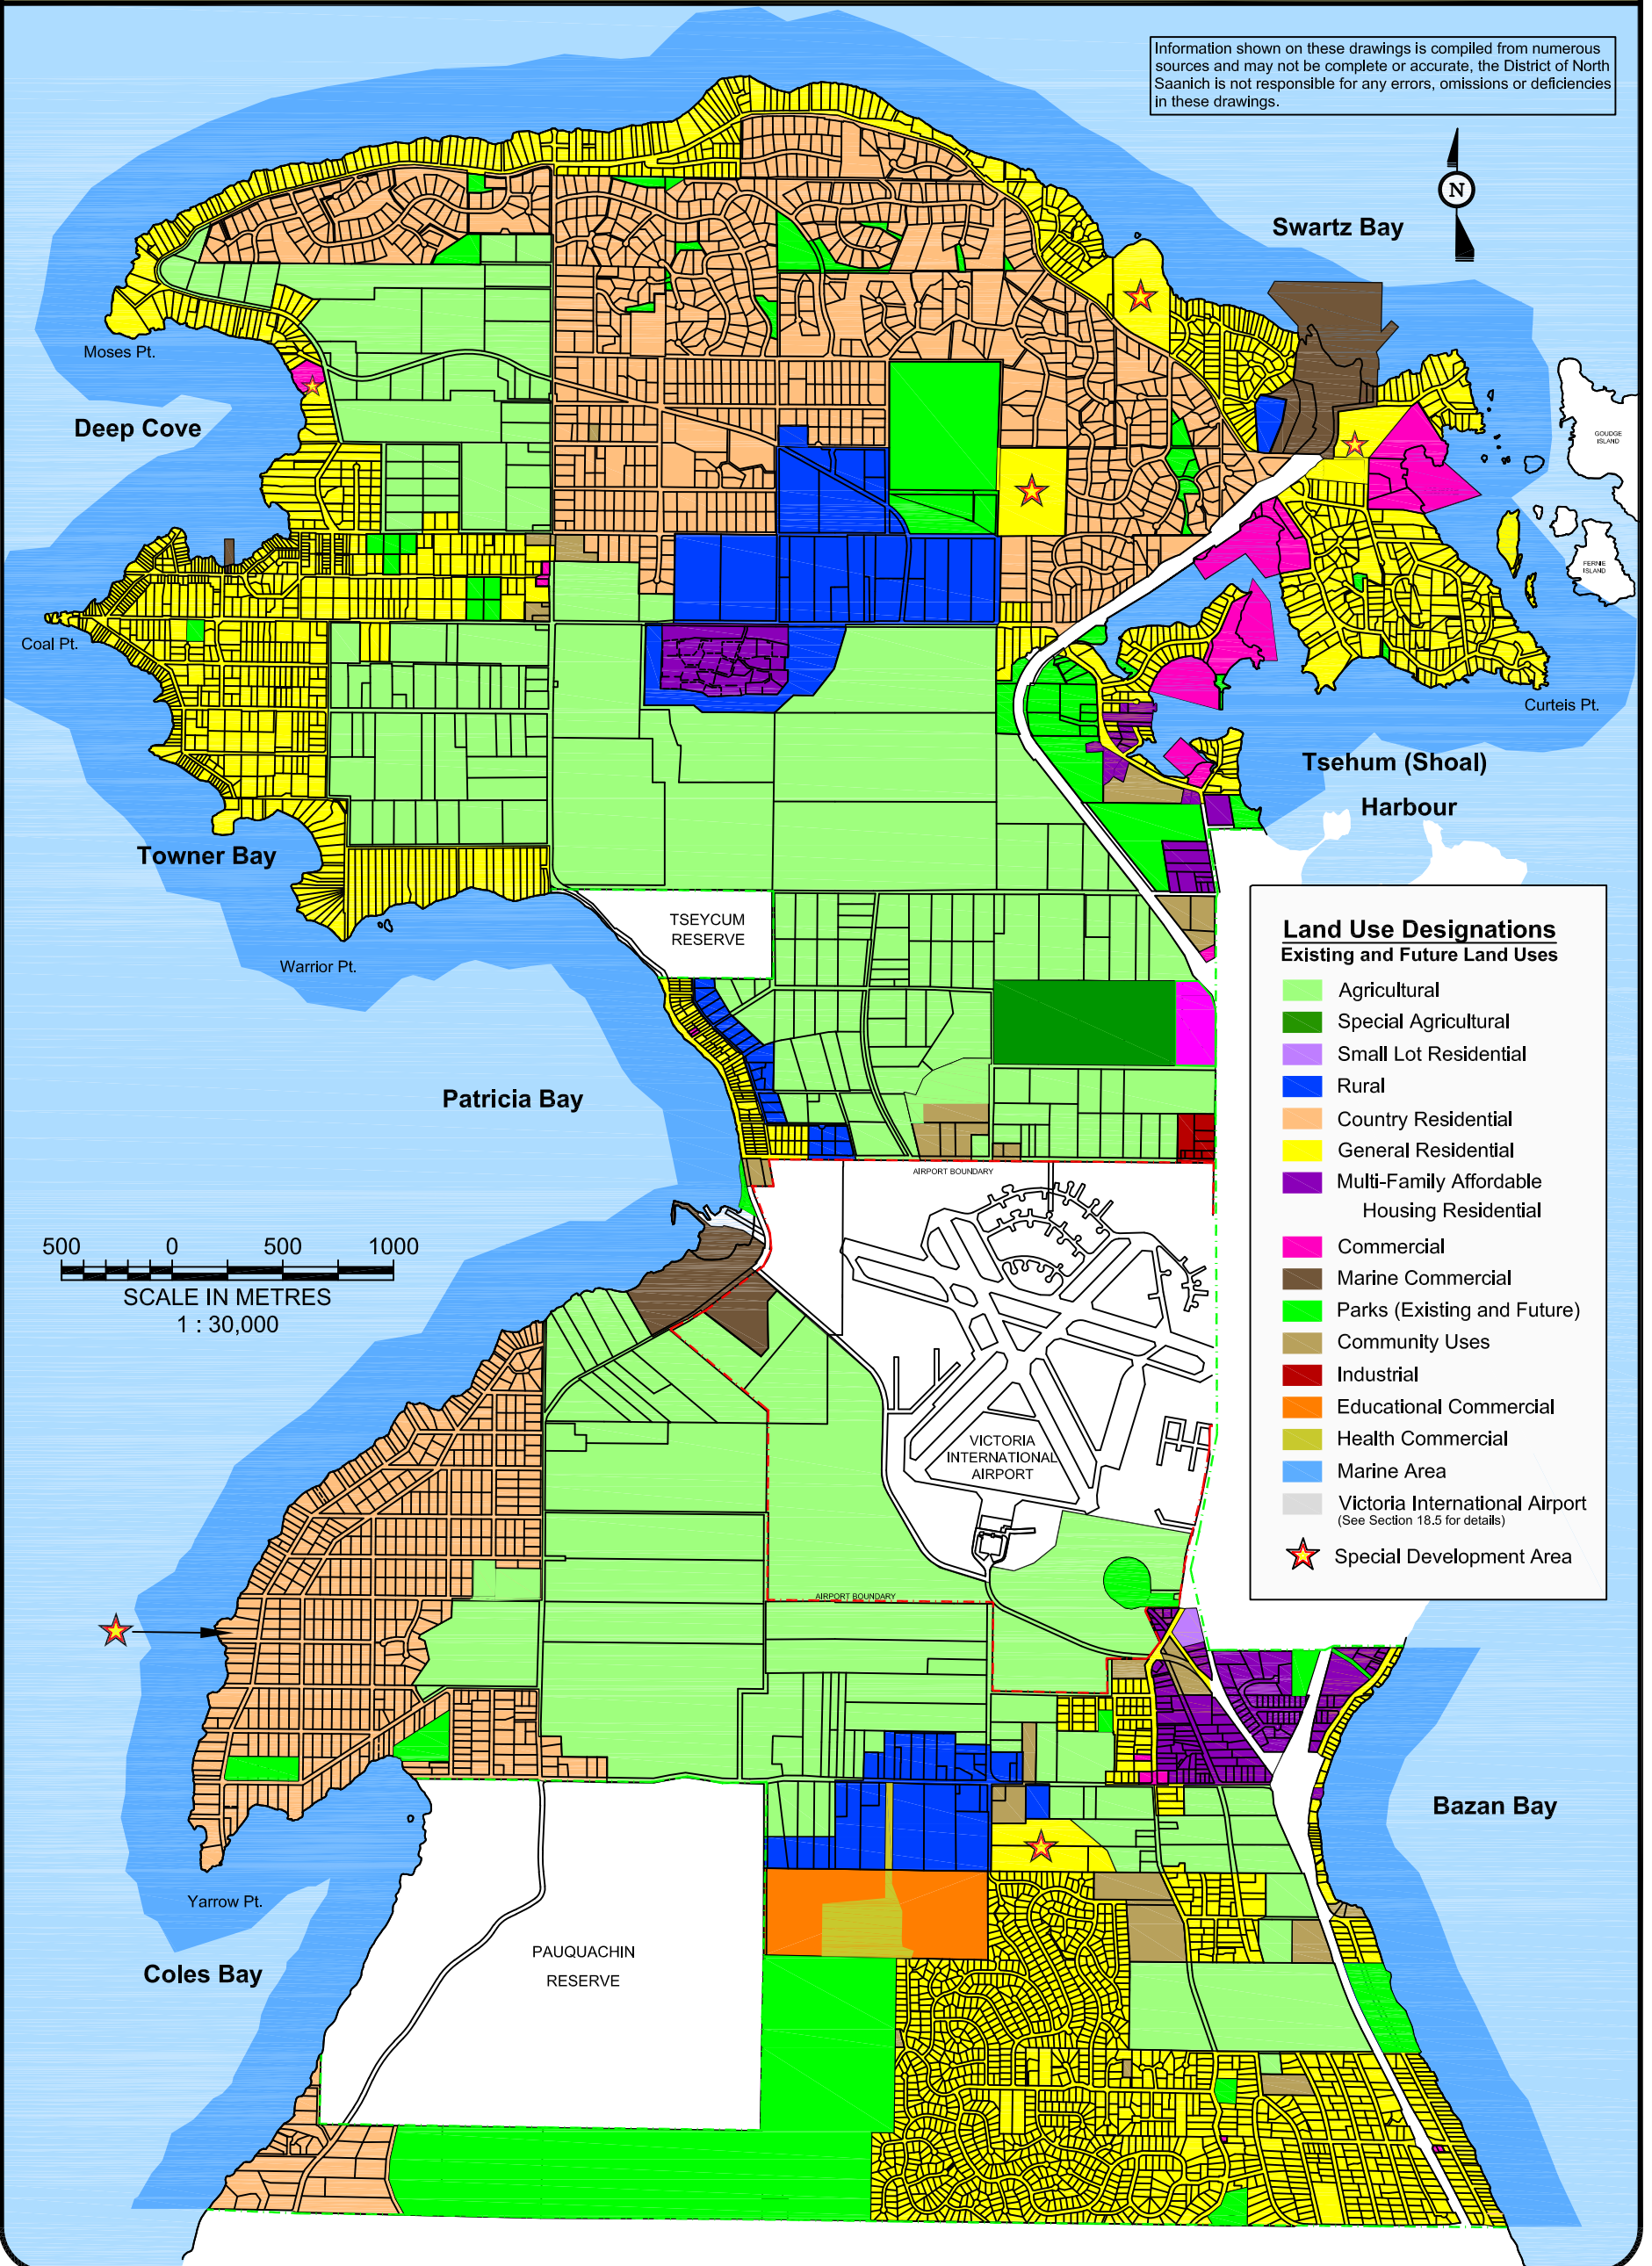 Information shown on these drawings is compiled from numerous
sources and may not be complete or accurate, the District of North
Saanich is not responsible for any errors, omissions or deficiencies
in these drawings.
N
Swartz Bay
Moses Pt.
Deep Cove
GOUDGE
ISLAND
FERNIE
ISLAND
Coal Pt.
Curteis Pt.
Tsehum (Shoal)
Harbour
Towner Bay
TSEYCUM
RESERVE
Warrior Pt.
Land Use Designations
Existing and Future Land Uses
Agricultural
Special Agricultural
Small Lot Residential
Rural
Country Residential
General Residential
Multi-Family Affordable
Housing Residential
Commercial
Marine Commercial
Parks (Existing and Future)
Community Uses
Industrial
Educational Commercial
Health Commercial
Marine Area
Victoria International Airport
(See Section 18.5 for details)
Special Development Area
Patricia Bay
AIRPORT BOUNDARY
500 0 500 1000
SCALE IN METRES
1 : 30,000
VICTORIA
INTERNATIONAL
AIRPORT
AIRPORT BOUNDARY
Bazan Bay
Yarrow Pt.
Coles Bay
PAUQUACHIN
RESERVE